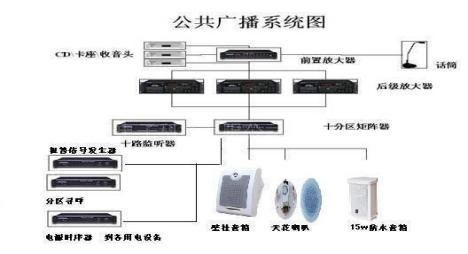 公共广播系统图
CD 卡座 收音头
前置放大器
话筒
后级放大器
十路监听器
十分区矩阵器
报警信号发生器
分区寻呼
电源时序器 到各用电设备
壁挂音箱
天花喇叭
15w防水音箱